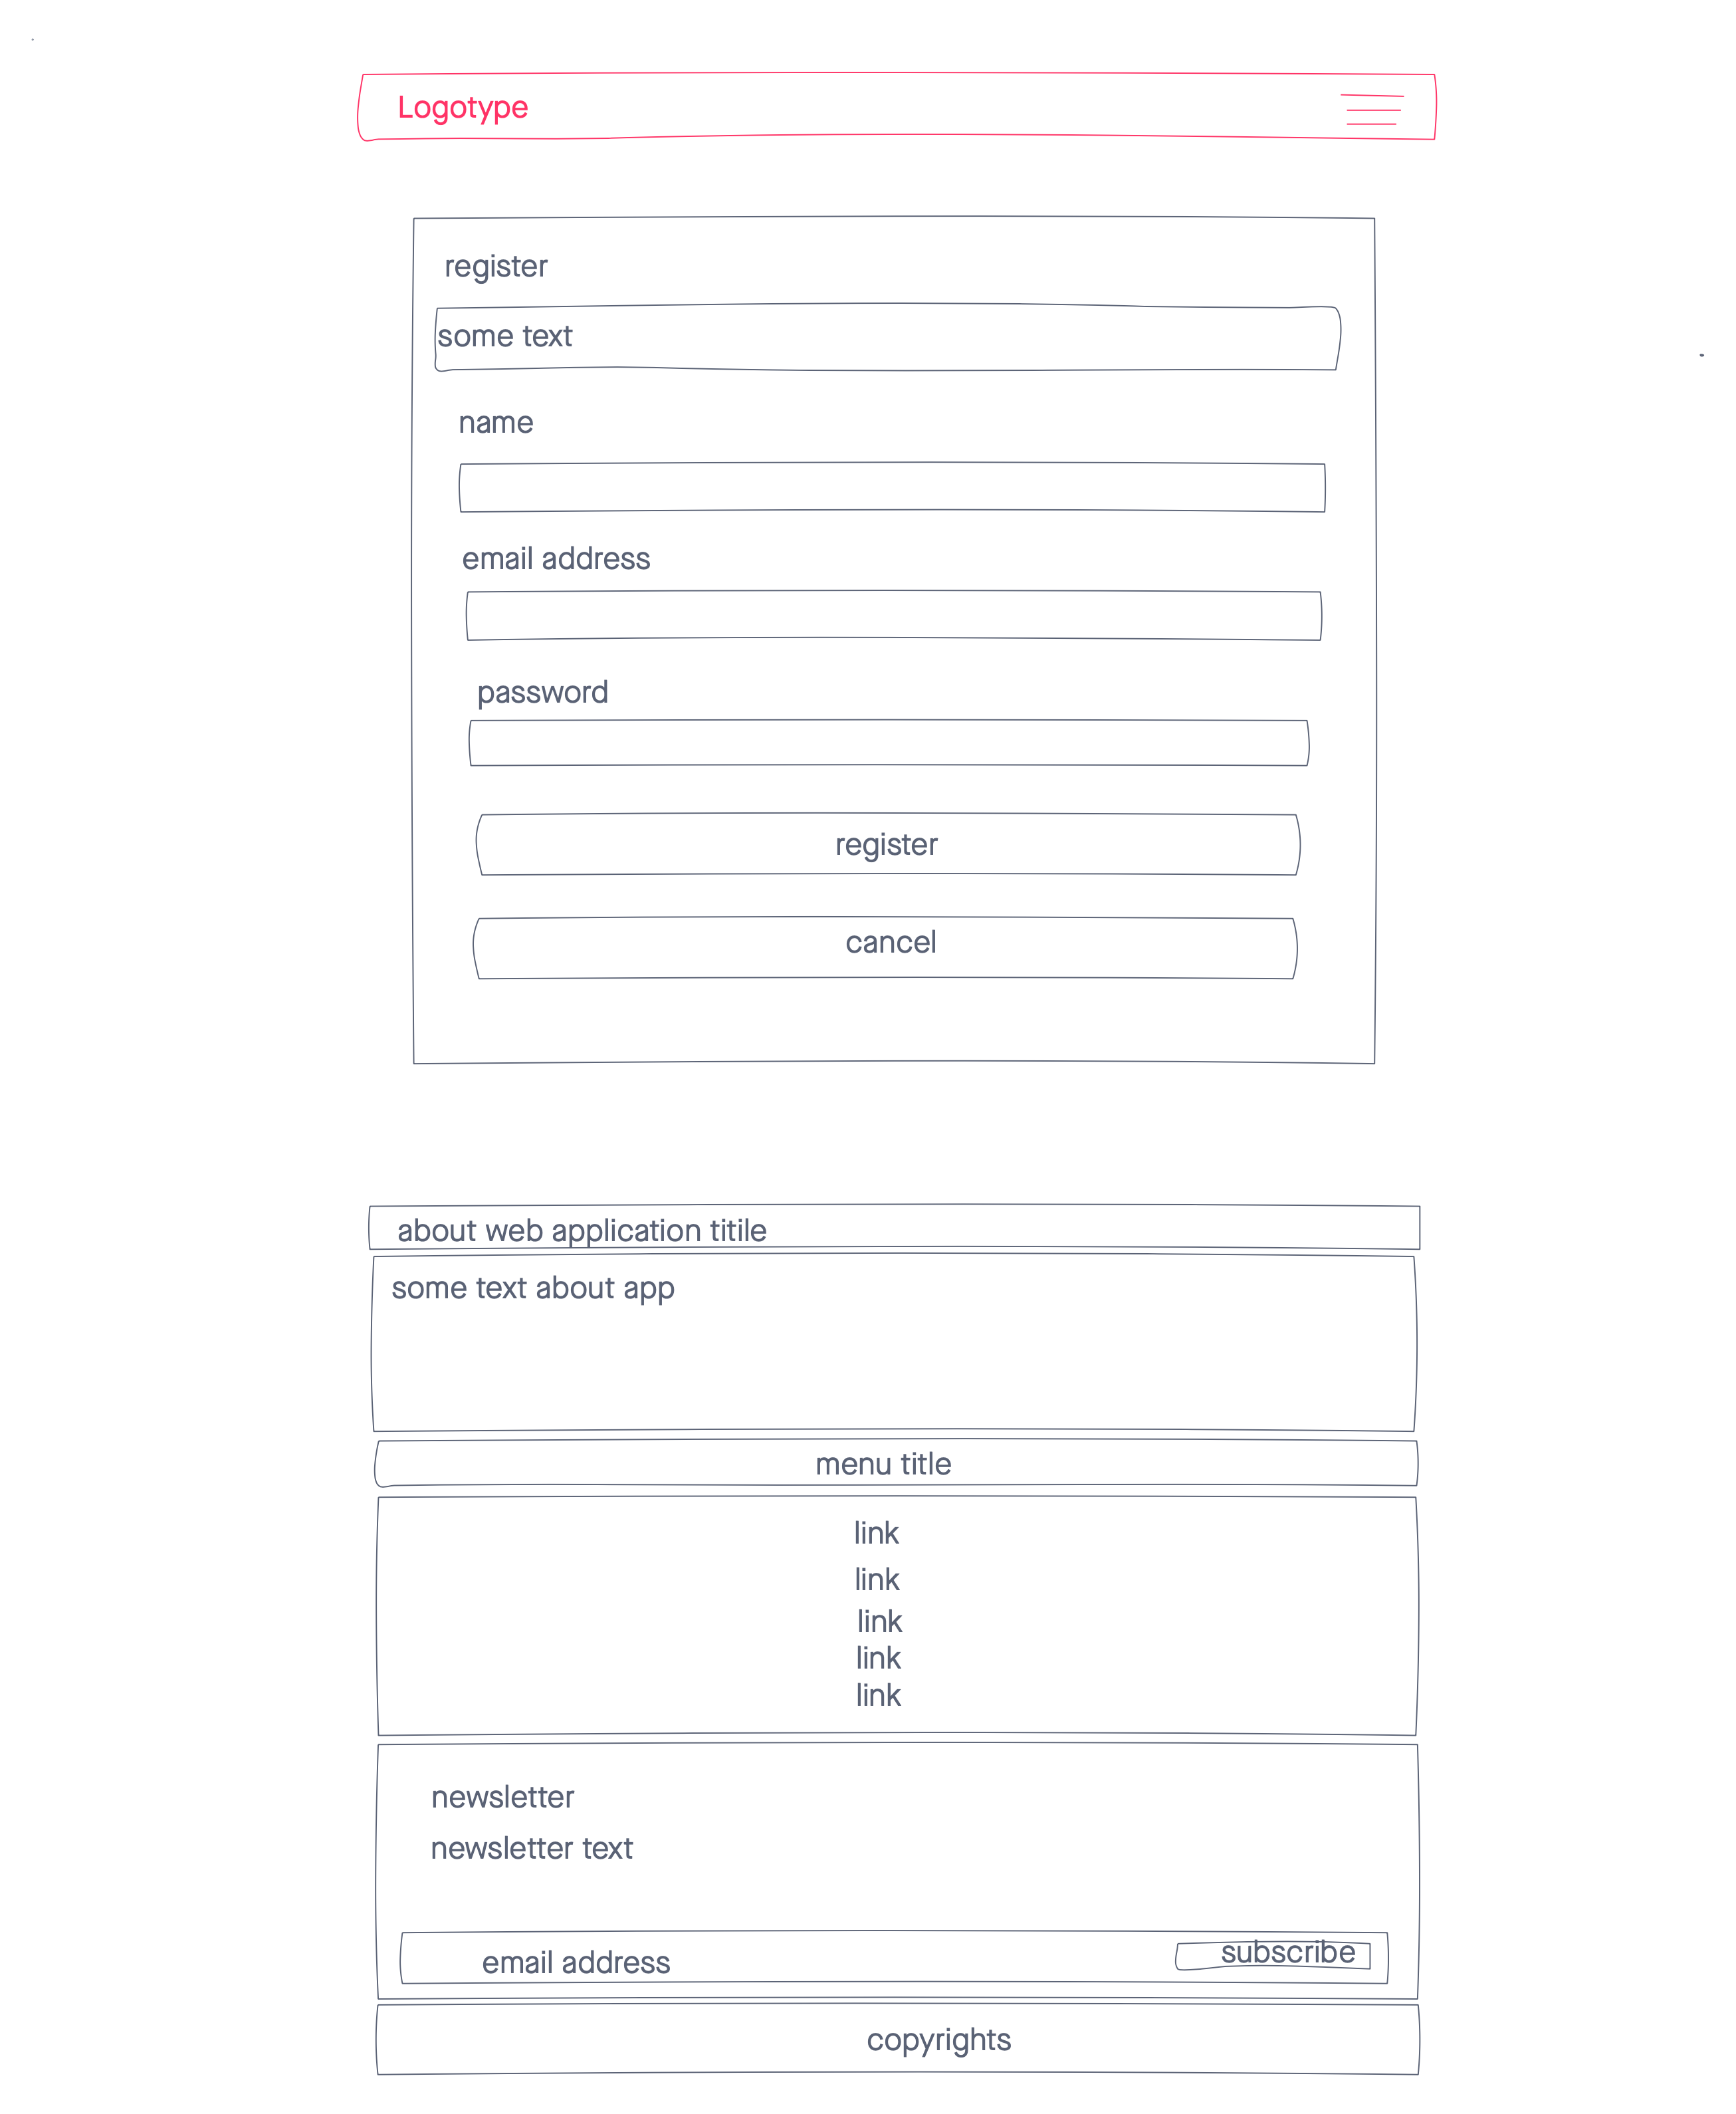 Logotype
register
some text
name
email address
password
register
cancel
about web application titile
some text about app
menu title
link
link
link
link
link
newsletter
newsletter text
email address
subscribe
copyrights